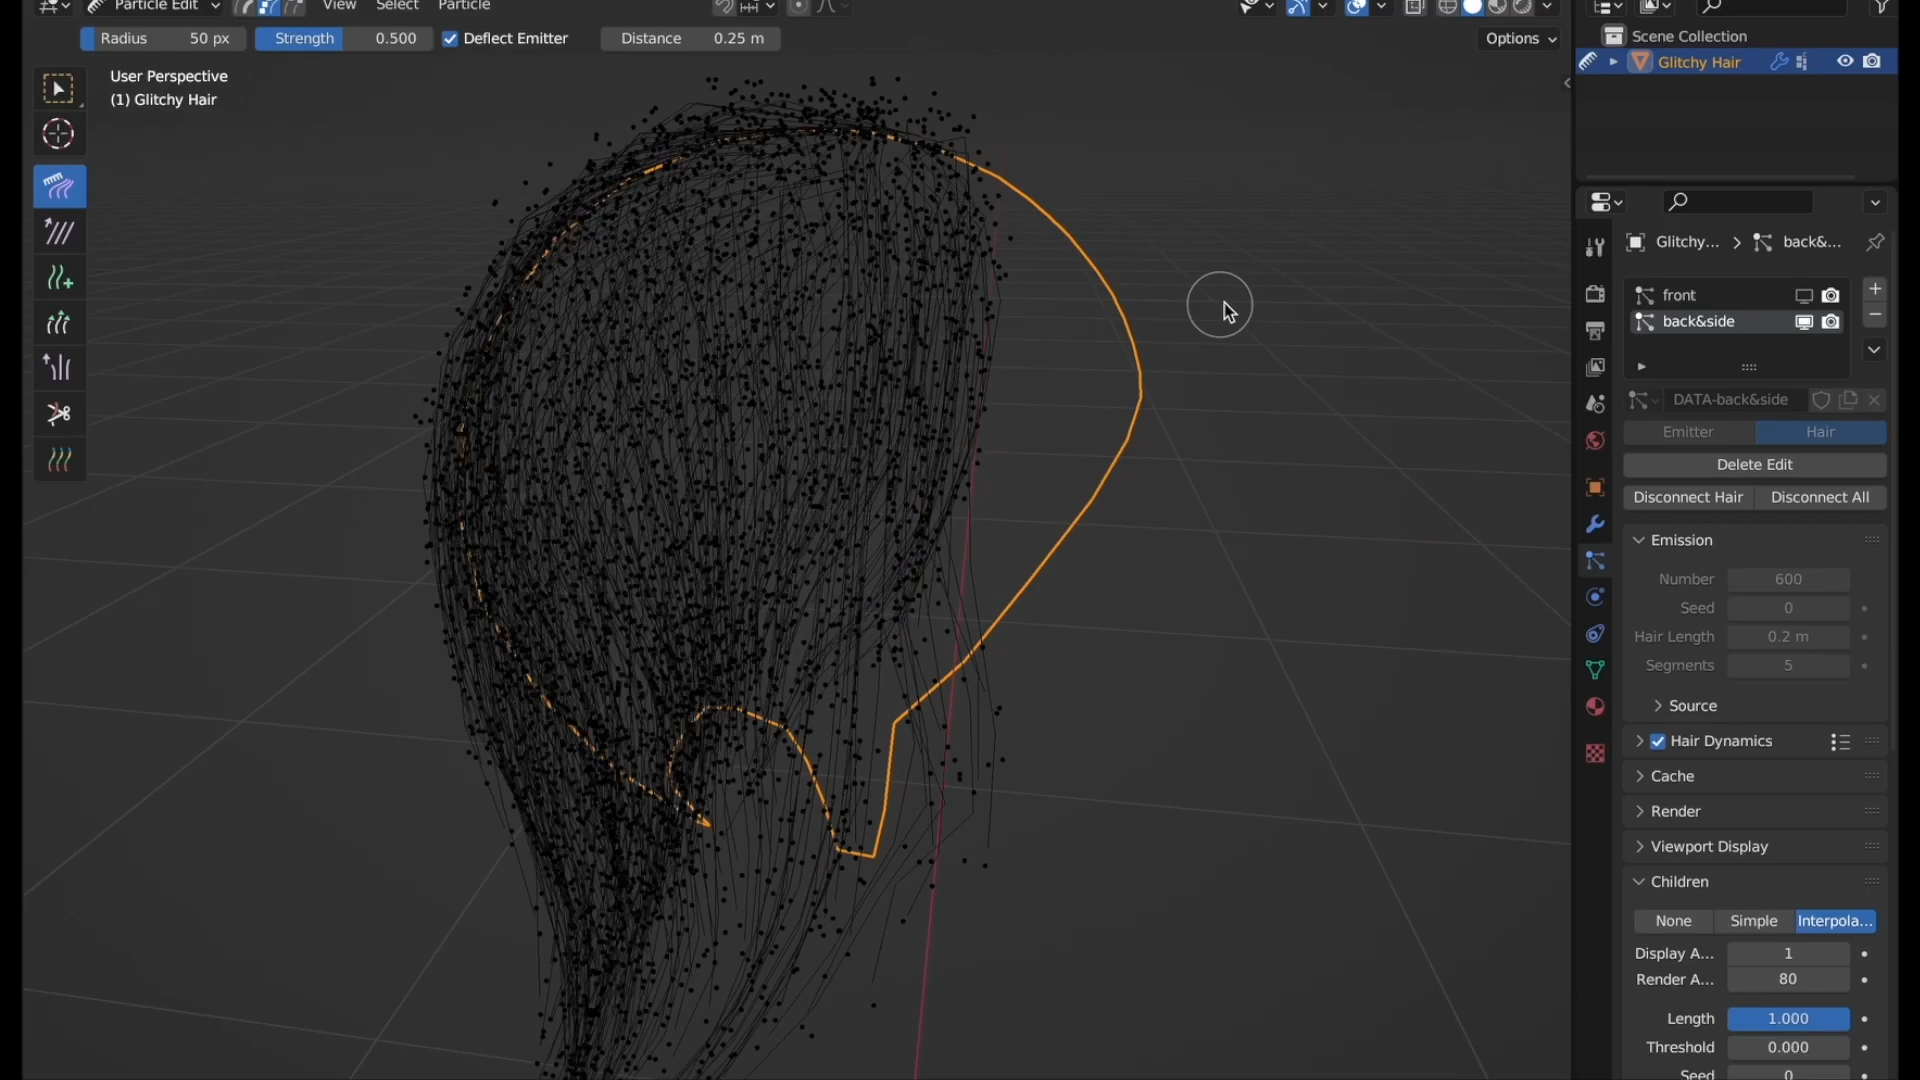 Particle Edit
View
Select
Particle
Radius 50 px
Strength 0.500
Deflect Emitter
Distance 0.25 m
Options
User Perspective
(1) Glitchy Hair
Scene Collection
Glitchy Hair
Glitchy... back&...
front
back&side
DATA-back&side
Emitter Hair
Delete Edit
Disconnect Hair Disconnect All
Emission
Number 600
Seed 0
Hair Length 0.2 m
Segments 5
Source
Hair Dynamics
Cache
Render
Viewport Display
Children
None Simple Interpola...
Display A... 1
Render A... 80
Length 1.000
Threshold 0.000
Seed 0